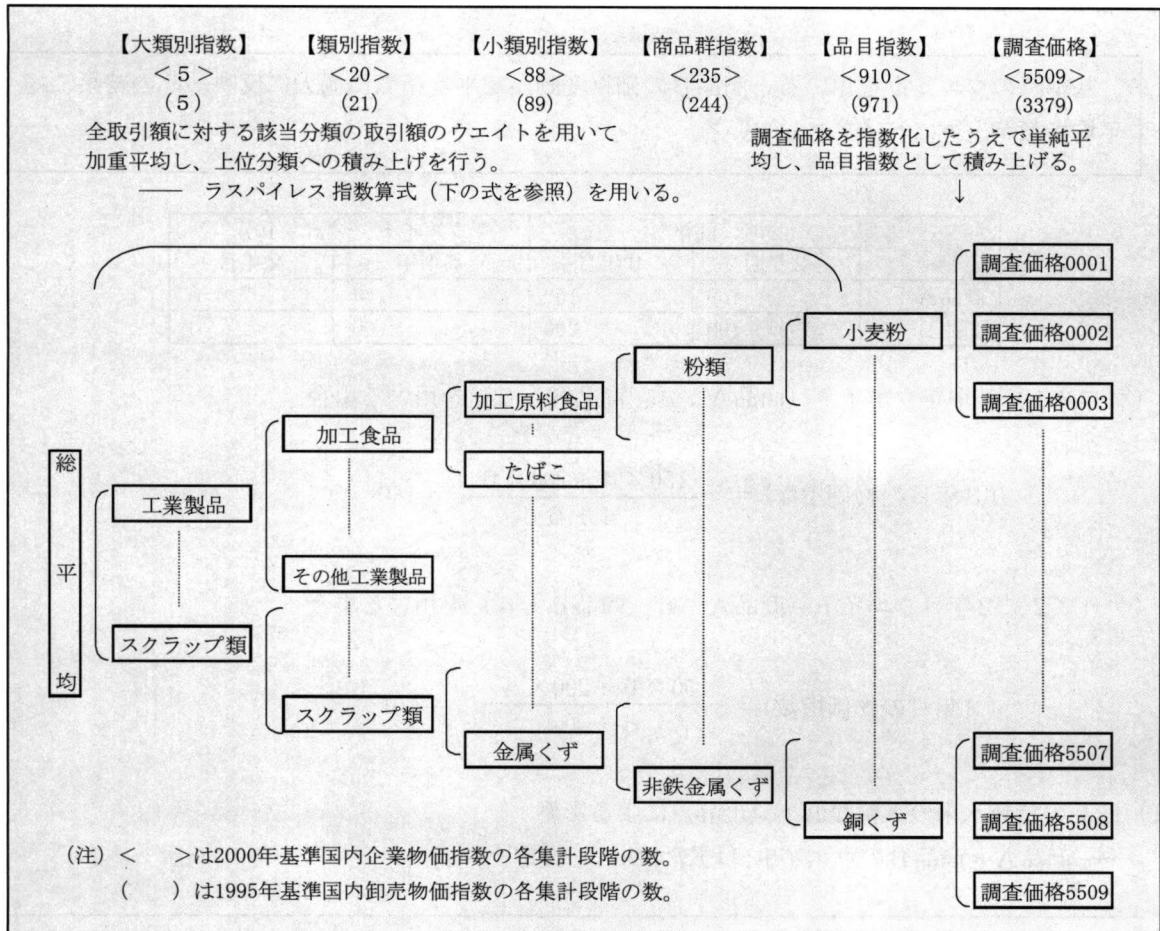 【大類別指数】 【類別指数】 【小類別指数】 【商品群指数】 【品目指数】 【調査価格】
<5> <20> <88> <235> <910> <5509>
(5) (21) (89) (244) (971) (3379)
全取引額に対する該当分類の取引額のウエイトを用いて
加重平均し、上位分類への積み上げを行う。
―― ラスパイレス指数算式（下の式を参照）を用いる。
調査価格を指数化したうえで単純平
均し、品目指数として積み上げる。
↓
調査価格0001
小麦粉 調査価格0002
粉類
加工原料食品 調査価格0003
加工食品
たばこ
総平均
工業製品
その他工業製品
スクラップ類
スクラップ類
金属くず 調査価格5507
非鉄金属くず
銅くず 調査価格5508
調査価格5509
(注) < >は2000年基準国内企業物価指数の各集計段階の数。
( )は1995年基準国内卸売物価指数の各集計段階の数。